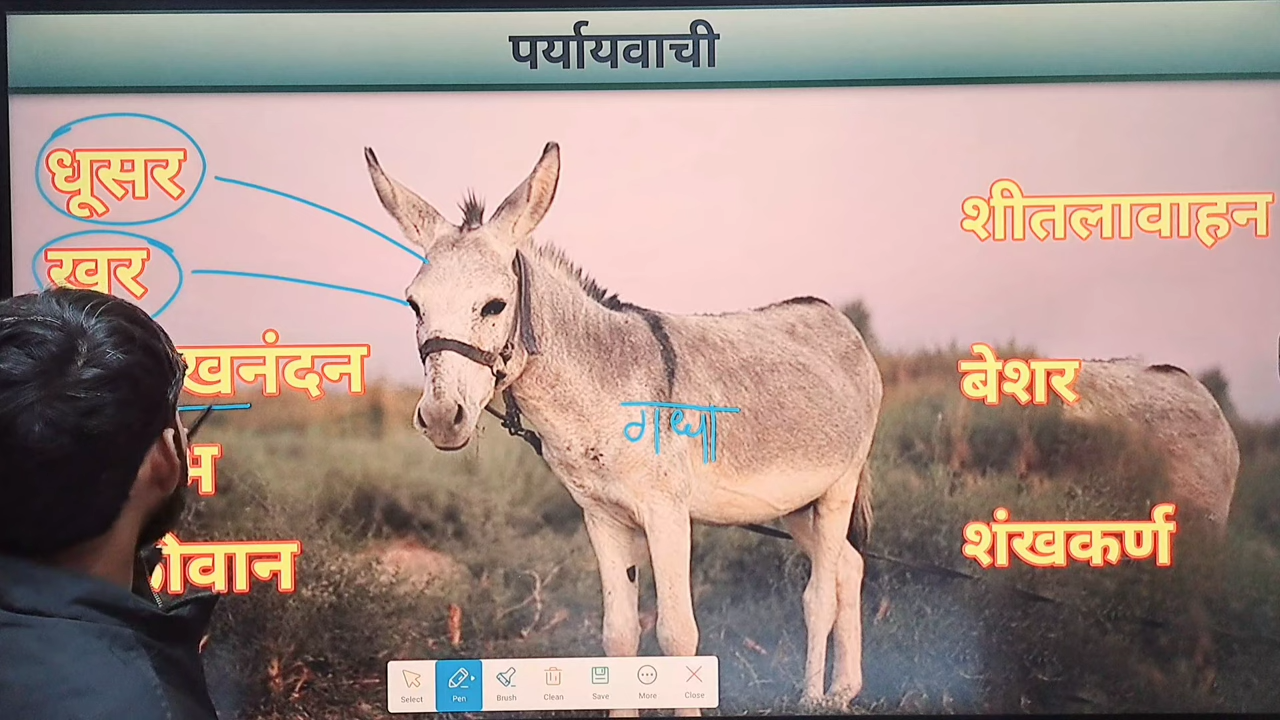 पर्यायवाची
धूसर
खर
शीतलावाहन
बेशर
शंखकर्ण
गधा
Select
Pen
Brush
Clean
Save
More
Close